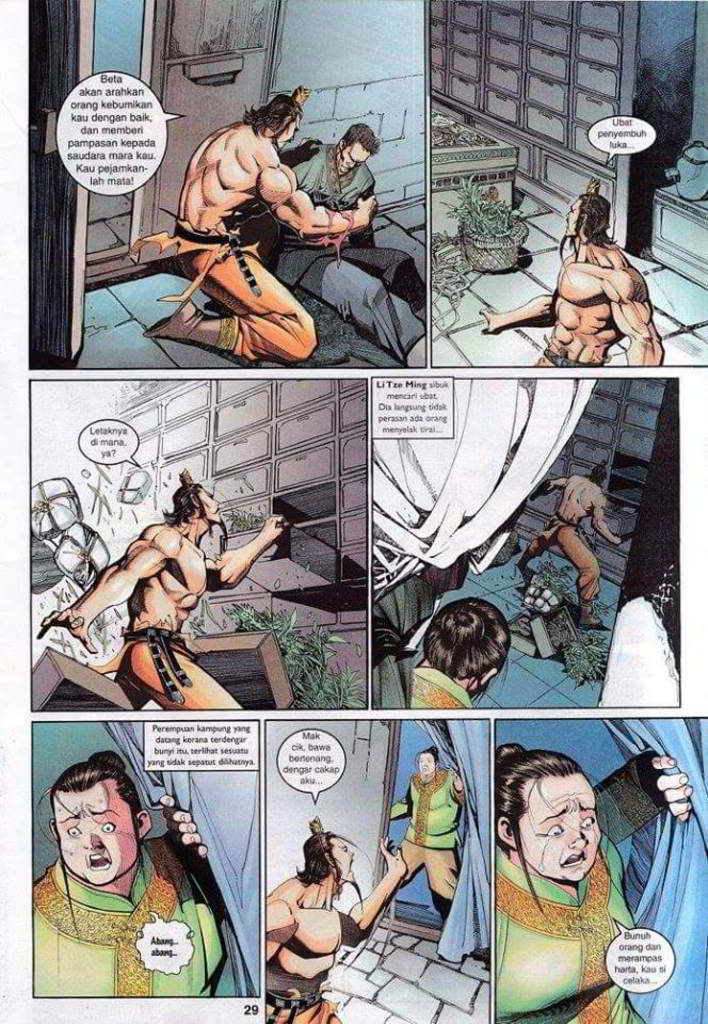 Beta
akan arahkan
orang kebumikan
kau dengan baik,
dan memberi
pampasan kepada
saudara mara kau.
Kau pejamkan-
lah mata!
Ubat
penyembuh
luka...
Letaknya
di mana,
ya?
Li Tze Ming sibuk
mencari ubat.
Dia langsung tidak
perasan ada orang
menyelak tirai...
Perempuan kampung yang
datang kerana terdengar
bunyi itu, terlihat sesuatu
yang tidak sepatut dilihatnya.
Abang...
abang...
Mak
cik, bawa
bertenang,
dengar cakap
aku...
Bunuh
orang dan
merampas
harta, kau si
celaka...
29